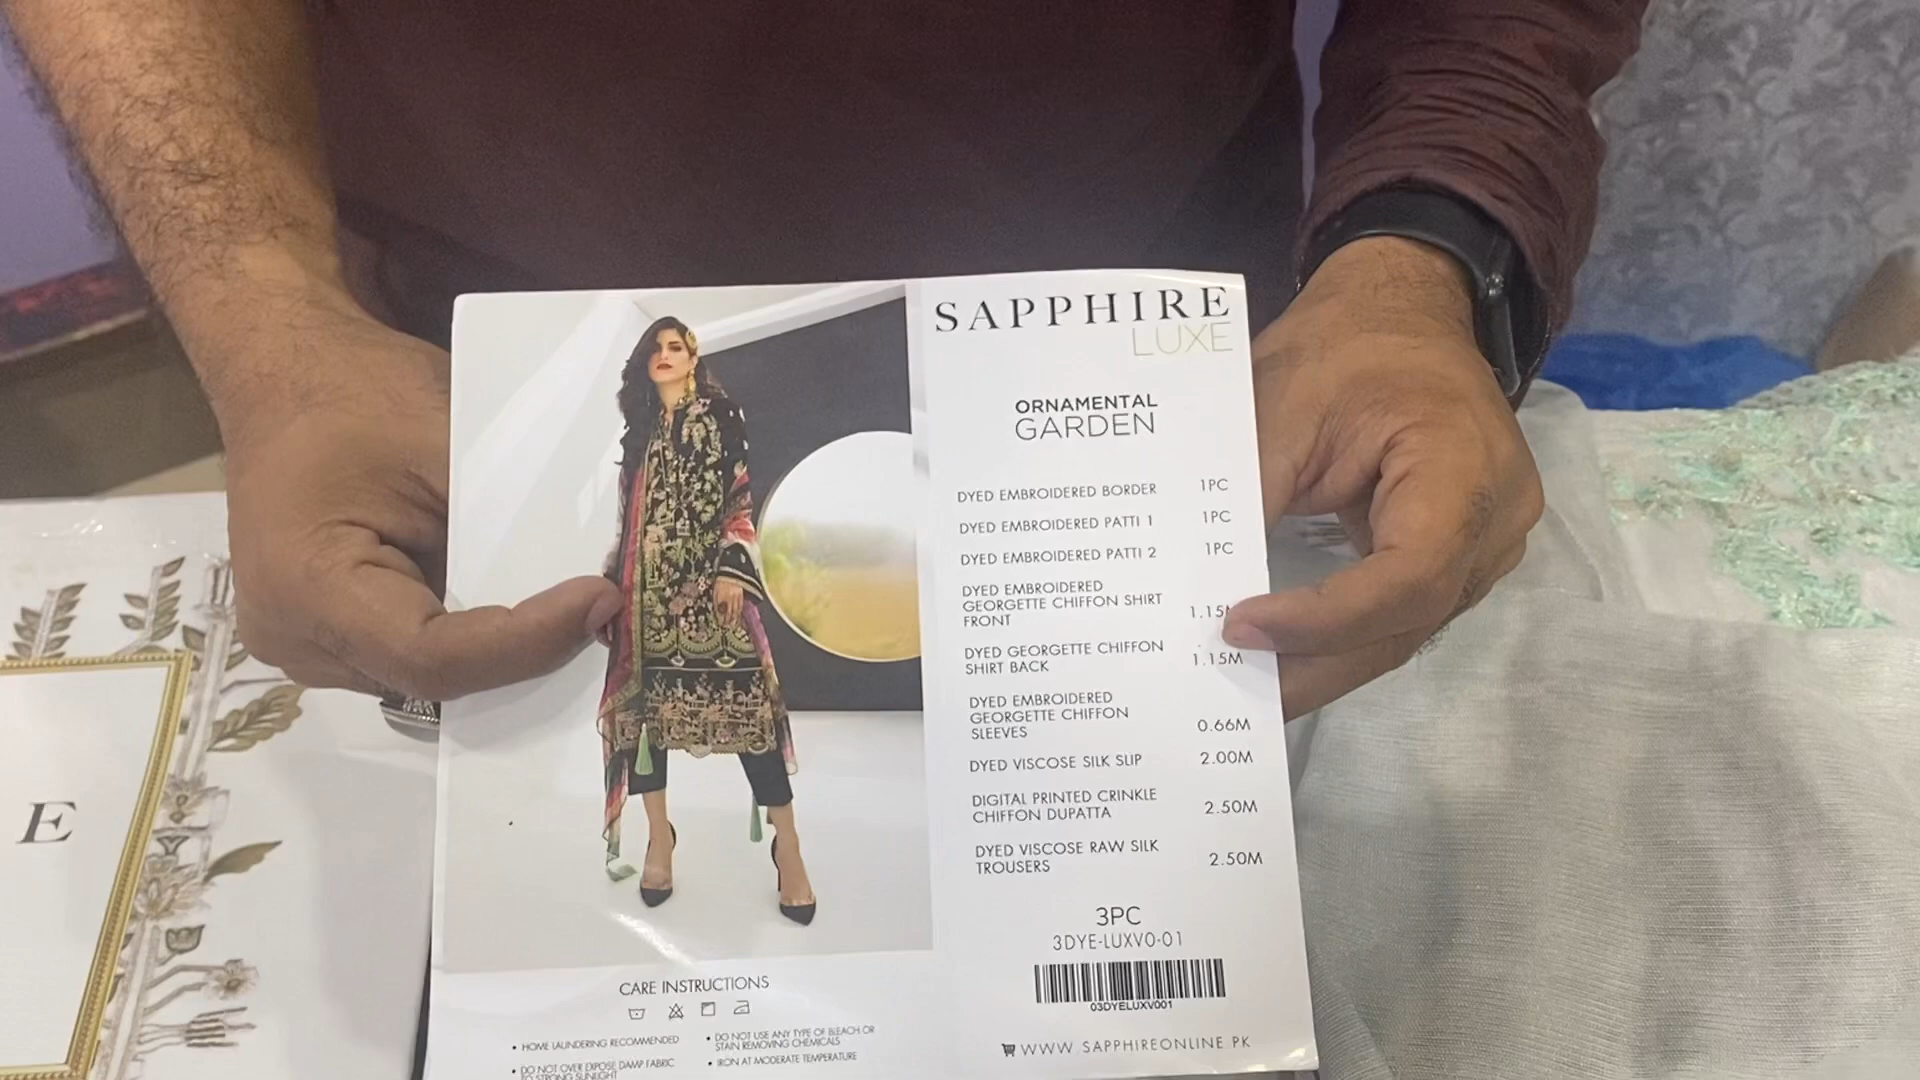 SAPPHIRE
LUXE
ORNAMENTAL
GARDEN
DYED EMBROIDERED BORDER 1PC
DYED EMBROIDERED PATTI 1 1PC
DYED EMBROIDERED PATTI 2 1PC
DYED EMBROIDERED
GEORGETTE CHIFFON SHIRT
FRONT 1.15
DYED GEORGETTE CHIFFON
SHIRT BACK 1.15M
DYED EMBROIDERED
GEORGETTE CHIFFON
SLEEVES 0.66M
DYED VISCOSE SILK SLIP 2.00M
DIGITAL PRINTED CRINKLE
CHIFFON DUPATTA 2.50M
DYED VISCOSE RAW SILK
TROUSERS 2.50M
3PC
3DYE-LUXV0-01
03DYELUXV001
WWW.SAPPHIREONLINE.PK
CARE INSTRUCTIONS
• HOME LAUNDERING RECOMMENDED
• DO NOT OVER EXPOSE DAMP FABRIC
TO STRONG SUNLIGHT
• DO NOT USE ANY TYPE OF BLEACH OR
STAIN REMOVING CHEMICALS
• IRON AT MODERATE TEMPERATURE
E